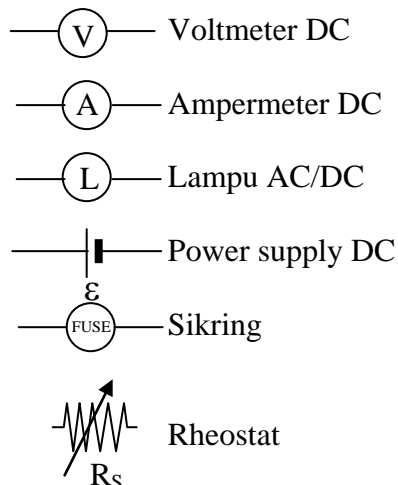 V Voltmeter DC
A Ampermeter DC
L Lampu AC/DC
Power supply DC
ε
FUSE Sikring
Rheostat
Rs